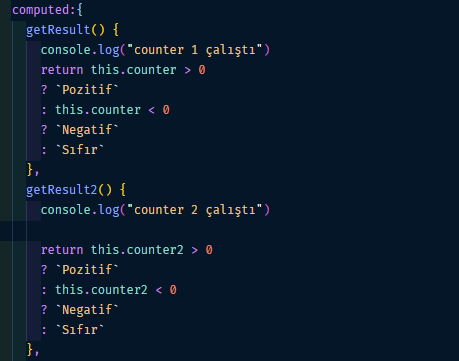 computed:{
getResult() {
console.log("counter 1 çalıştı")
return this.counter > 0
? `Pozitif`
: this.counter < 0
? `Negatif`
: `Sıfır`
},
getResult2() {
console.log("counter 2 çalıştı")
return this.counter2 > 0
? `Pozitif`
: this.counter2 < 0
? `Negatif`
: `Sıfır`
},